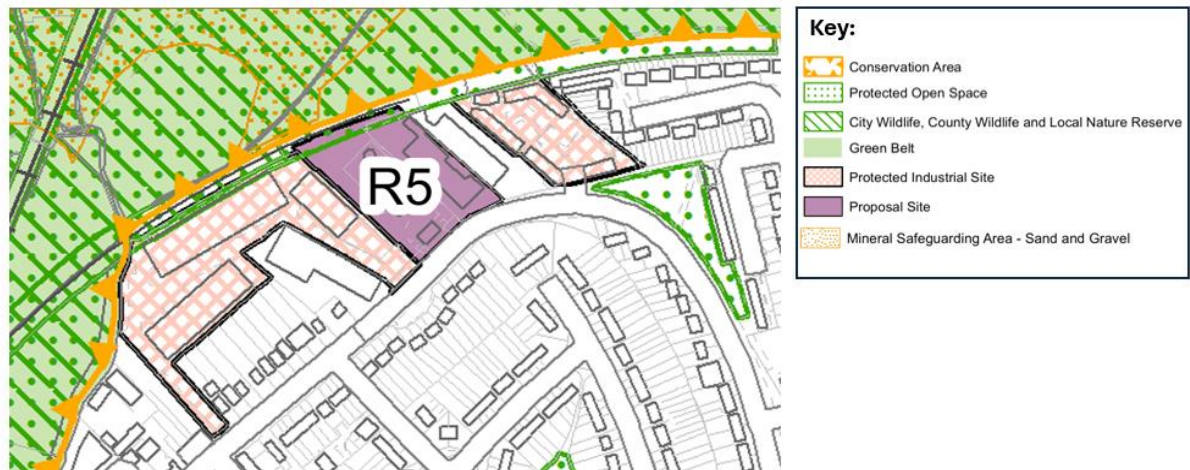 R5
Key:
Conservation Area
Protected Open Space
City Wildlife, County Wildlife and Local Nature Reserve
Green Belt
Protected Industrial Site
Proposal Site
Mineral Safeguarding Area - Sand and Gravel